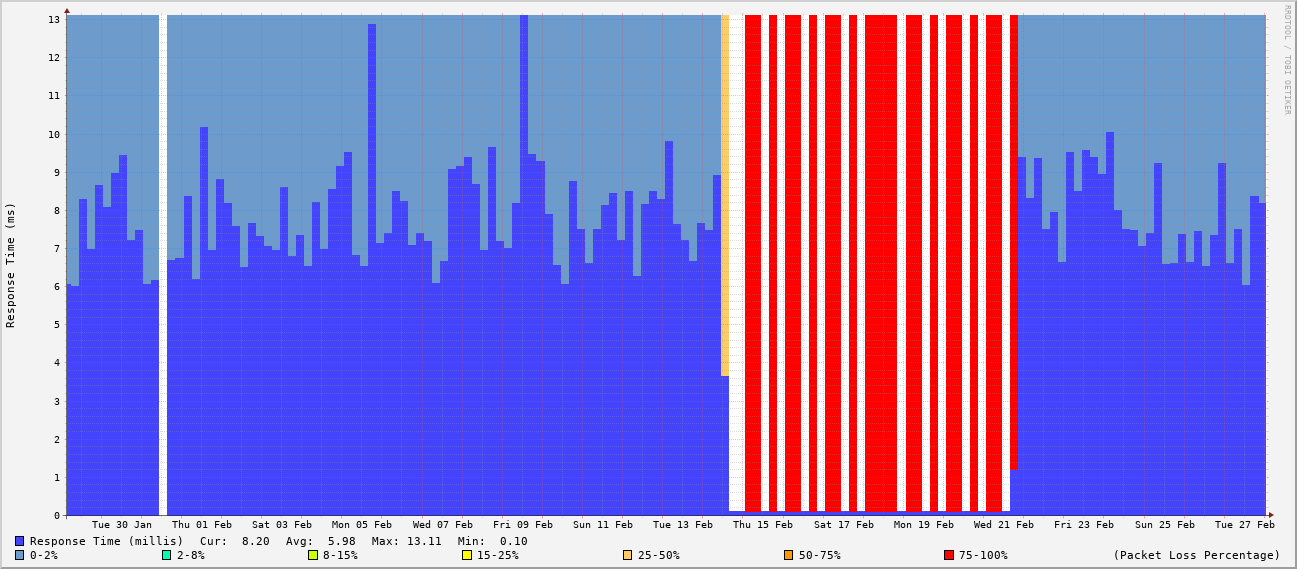 RRDTOOL / TOBI OETIKER
Response Time (ms)
13
12
11
10
9
8
7
6
5
4
3
2
1
0
Tue 30 Jan Thu 01 Feb Sat 03 Feb Mon 05 Feb Wed 07 Feb Fri 09 Feb Sun 11 Feb Tue 13 Feb Thu 15 Feb Sat 17 Feb Mon 19 Feb Wed 21 Feb Fri 23 Feb Sun 25 Feb Tue 27 Feb
Response Time (millis) Cur: 8.20 Avg: 5.98 Max: 13.11 Min: 0.10
0-2% 2-8% 8-15% 15-25% 25-50% 50-75% 75-100% (Packet Loss Percentage)